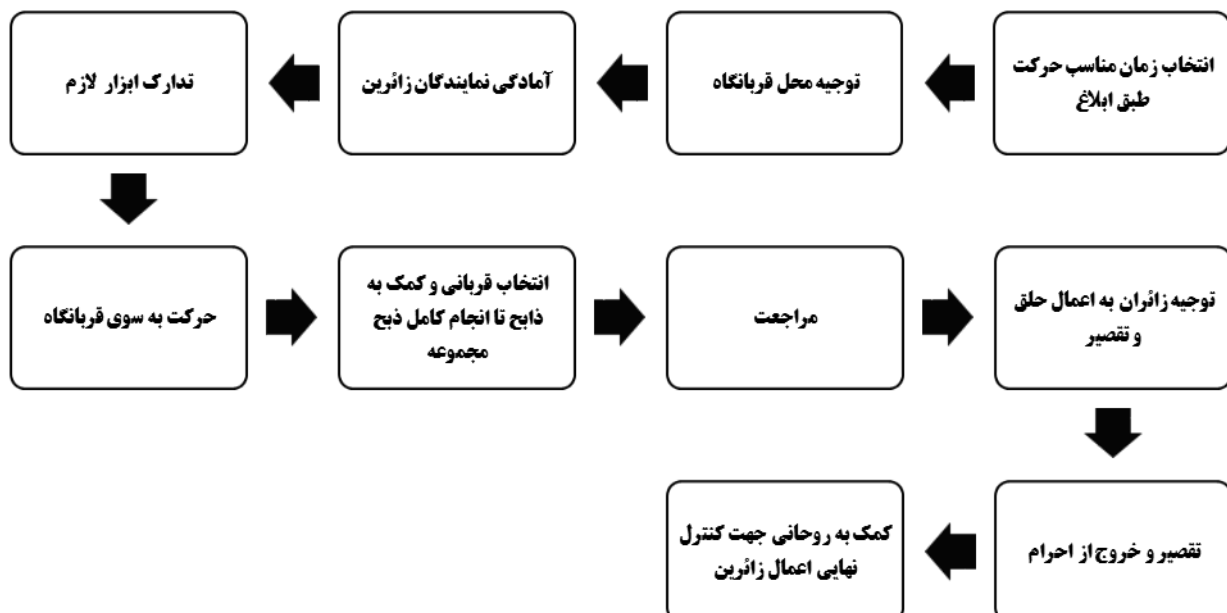 انتخاب زمان مناسب حرکت
طبق ابلاغ
توجیه محل قربانگاه
آمادگی نمایندگان زائرین
تدارک ابزار لازم
حرکت به سوی قربانگاه
انتخاب قربانی و کمک به
ذابح تا انجام کامل ذبح
مجموعه
مراجعت
توجیه زائران به اعمال حلق
و تقصیر
تقصیر و خروج از احرام
کمک به روحانی جهت کنترل
نهایی اعمال زائرین